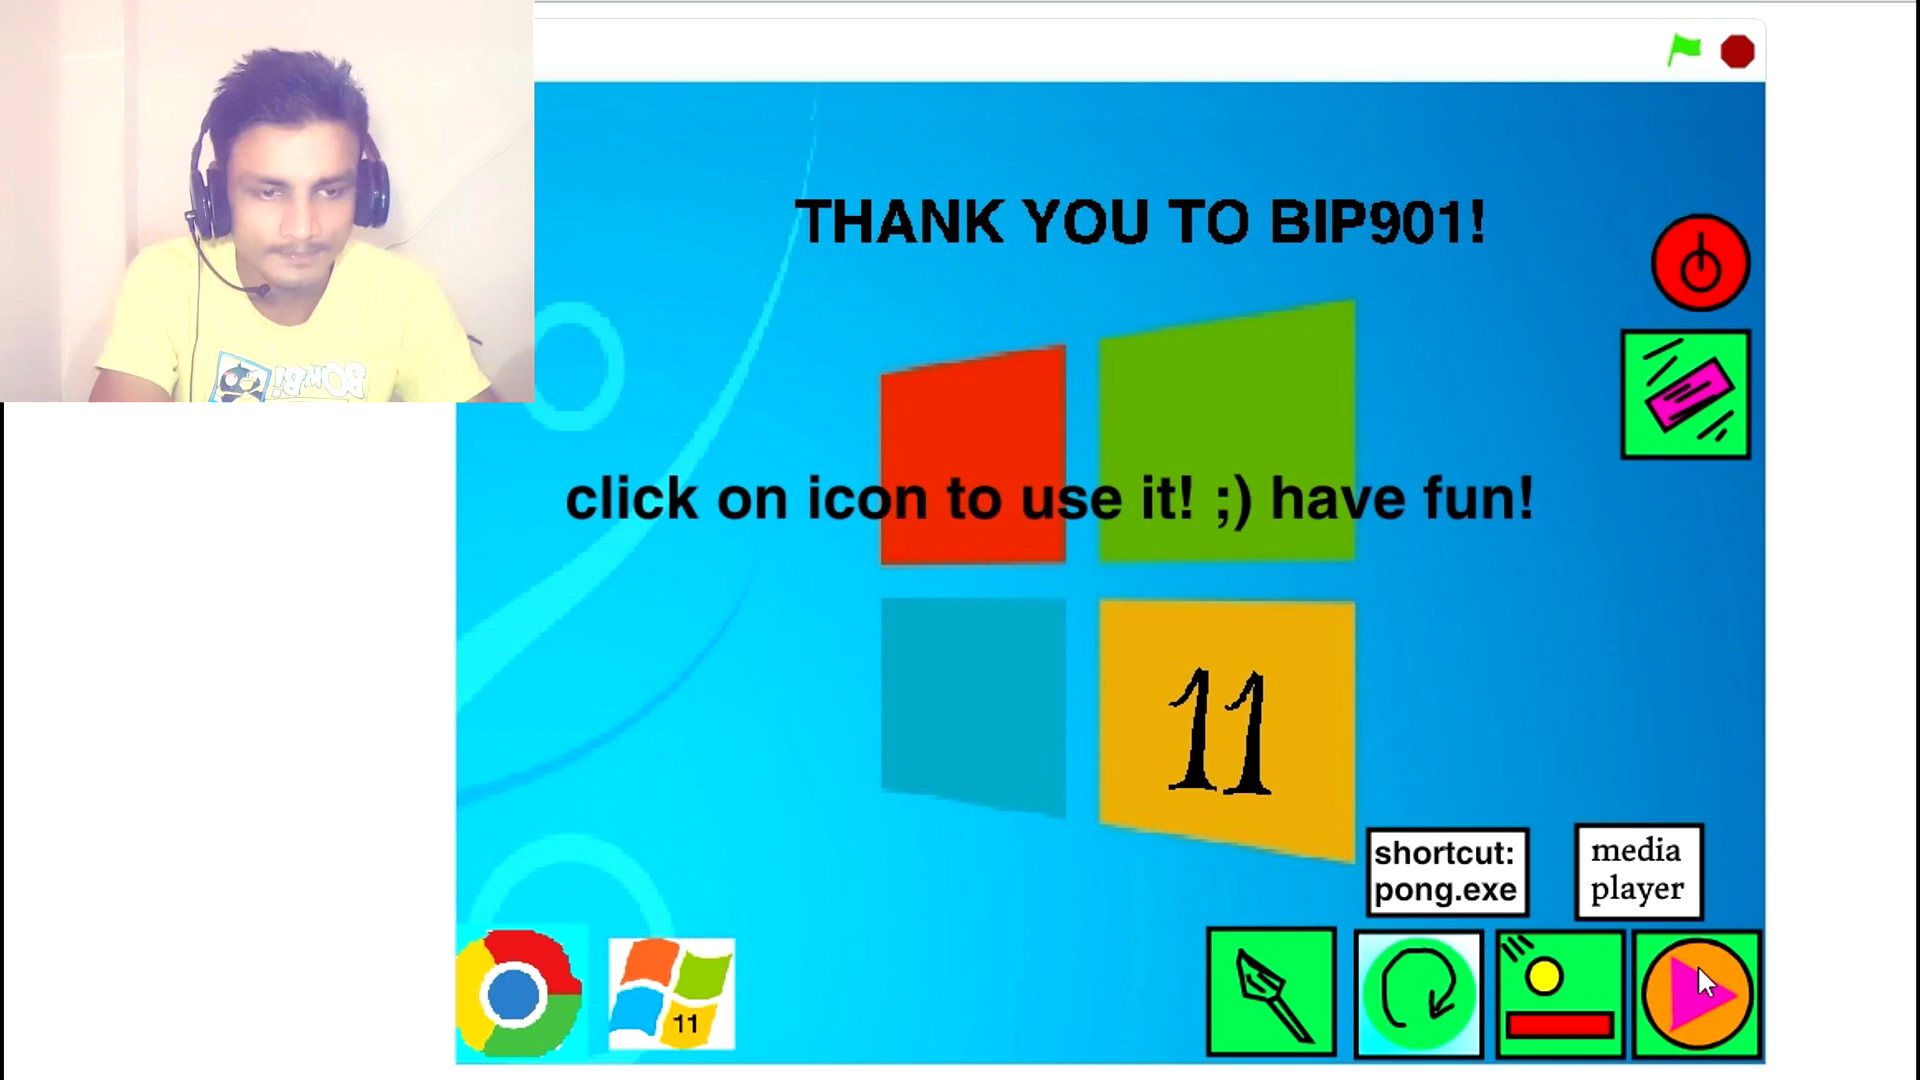 THANK YOU TO BIP901!
BOMB!
click on icon to use it! ;) have fun!
11
shortcut:
pong.exe
media
player
11